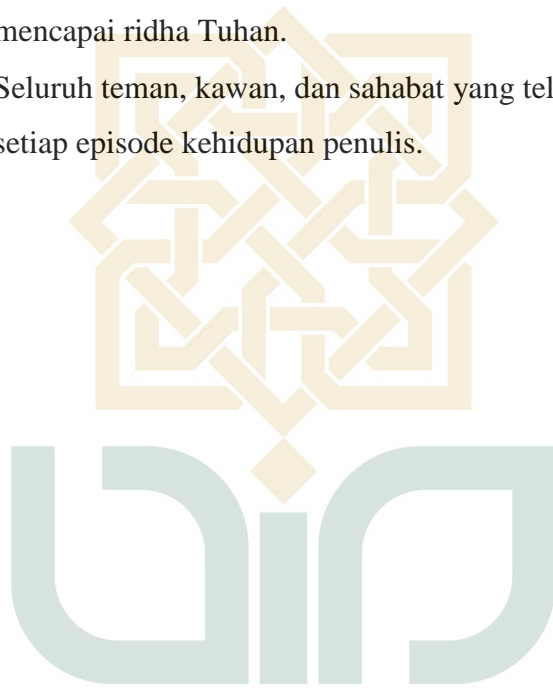 mencapai ridha Tuhan.
Seluruh teman, kawan, dan sahabat yang tel
setiap episode kehidupan penulis.